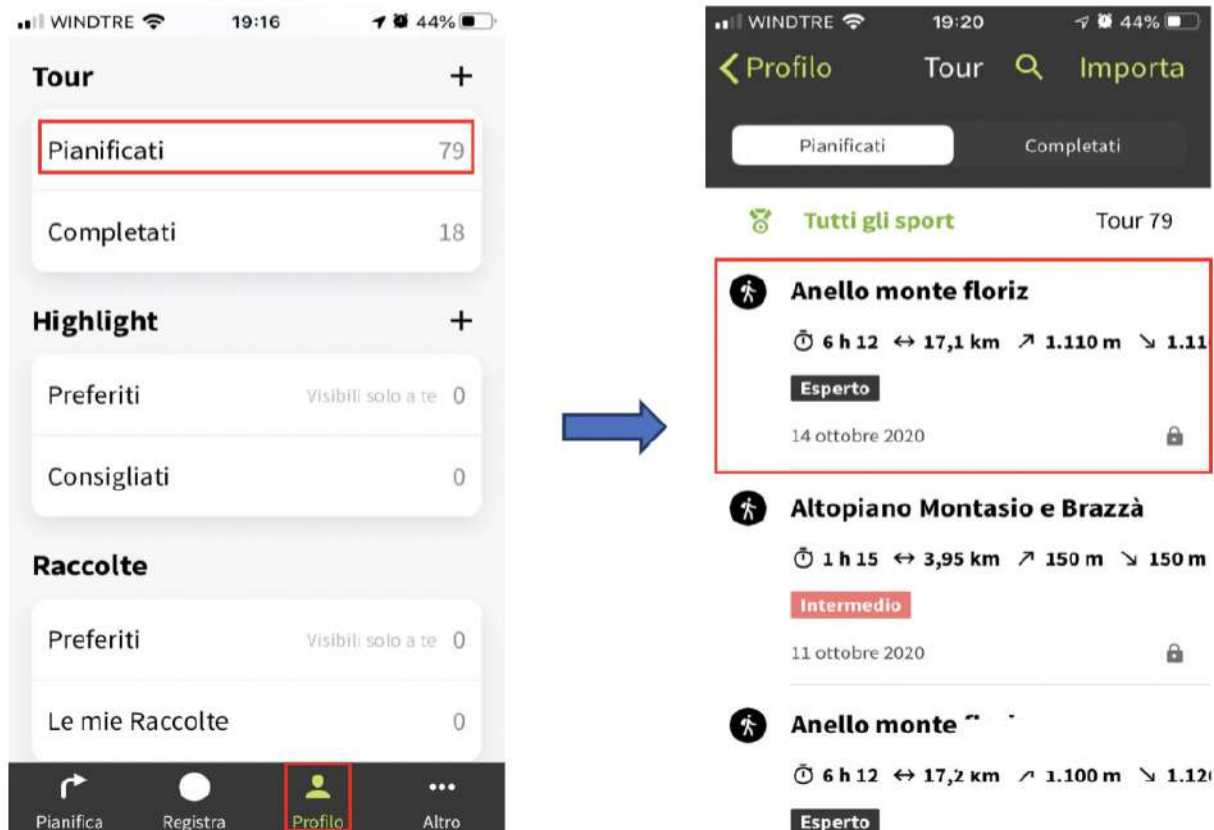 WINDTRE 19:16 44%
Tour +
Pianificati 79
Completati 18
Highlight +
Preferiti Visibili solo a te 0
Consigliati 0
Raccolte
Preferiti Visibili solo a te 0
Le mie Raccolte 0
Pianifica Registra Profilo Altro
WINDTRE 19:20 44%
Profilo Tour Importa
Pianificati Completati
Tutti gli sport Tour 79
Anello monte floriz
6 h 12 ↔ 17,1 km ↗ 1.110 m ↘ 1.11
Esperto
14 ottobre 2020
Altopiano Montasio e Brazzà
1 h 15 ↔ 3,95 km ↗ 150 m ↘ 150 m
Intermedio
11 ottobre 2020
Anello monte
6 h 12 ↔ 17,2 km ↗ 1.100 m ↘ 1.12
Esperto